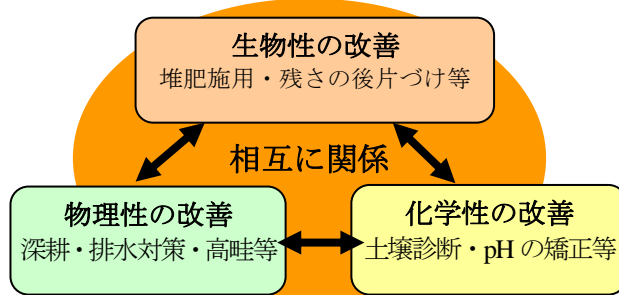 生物性の改善
堆肥施用・残さの後片づけ等
相互に関係
物理性の改善
深耕・排水対策・高畦等
化学性の改善
土壌診断・pH の矯正等